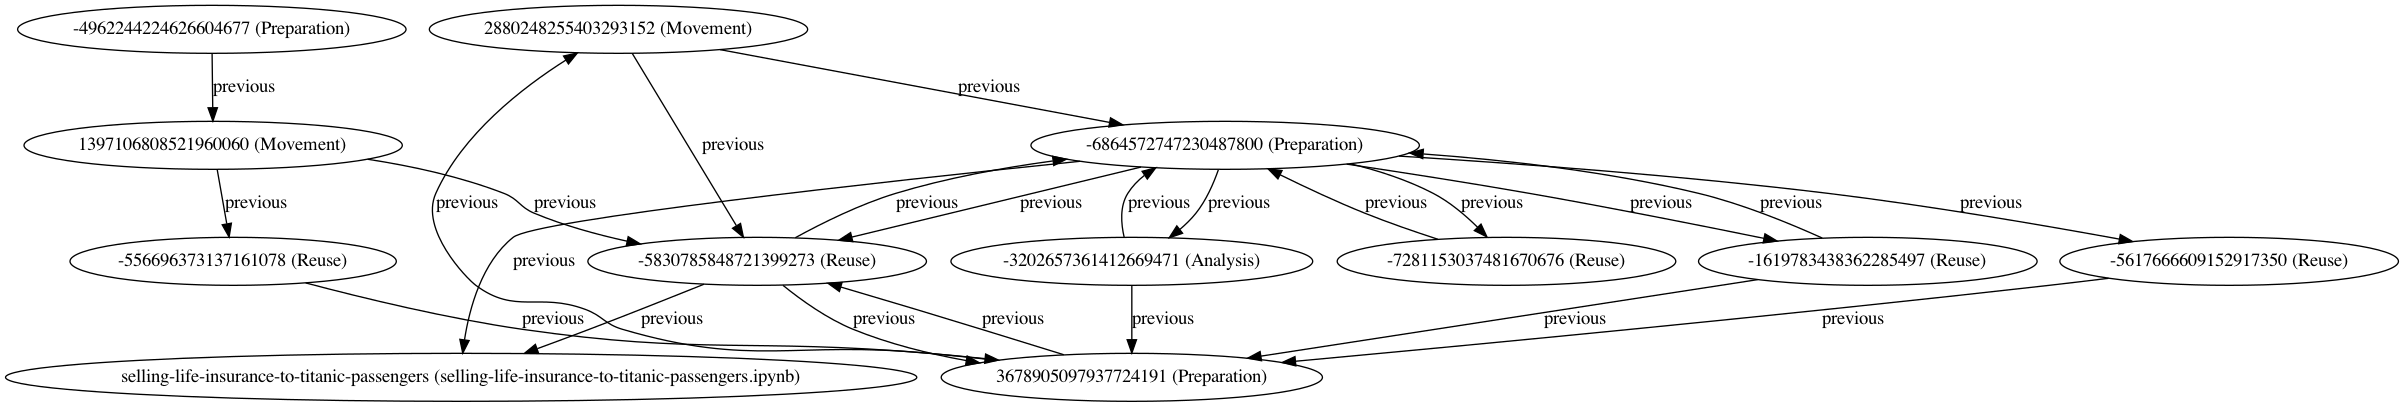 -4962244224626604677 (Preparation)
2880248255403293152 (Movement)
previous
previous
1397106808521960060 (Movement)
previous
-6864572747230487800 (Preparation)
previous
previous
previous
previous
previous
previous
previous
previous
previous
previous
previous
previous
-556696373137161078 (Reuse)
previous
-5830785848721399273 (Reuse)
-3202657361412669471 (Analysis)
-7281153037481670676 (Reuse)
-1619783438362285497 (Reuse)
-5617666609152917350 (Reuse)
previous
previous
previous
previous
previous
previous
previous
selling-life-insurance-to-titanic-passengers (selling-life-insurance-to-titanic-passengers.ipynb)
3678905097937724191 (Preparation)